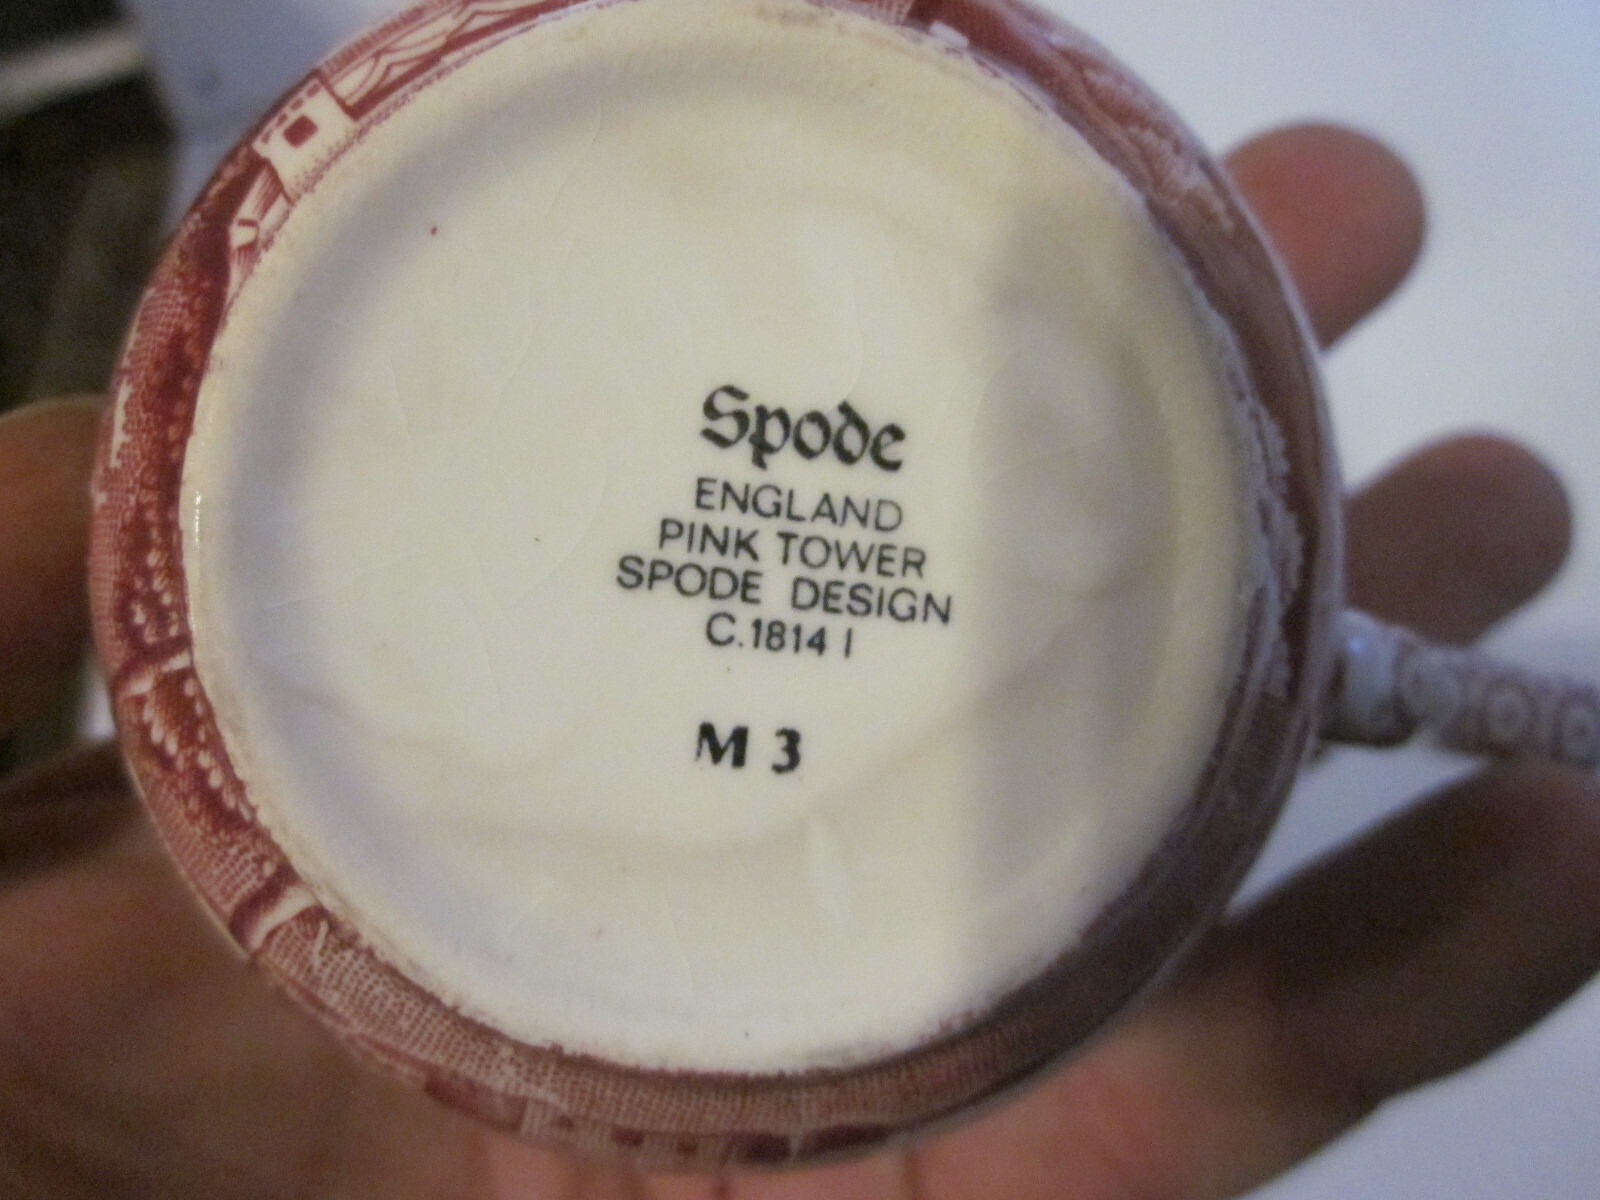 Spode
ENGLAND
PINK TOWER
SPODE DESIGN
C.1814 I
M 3